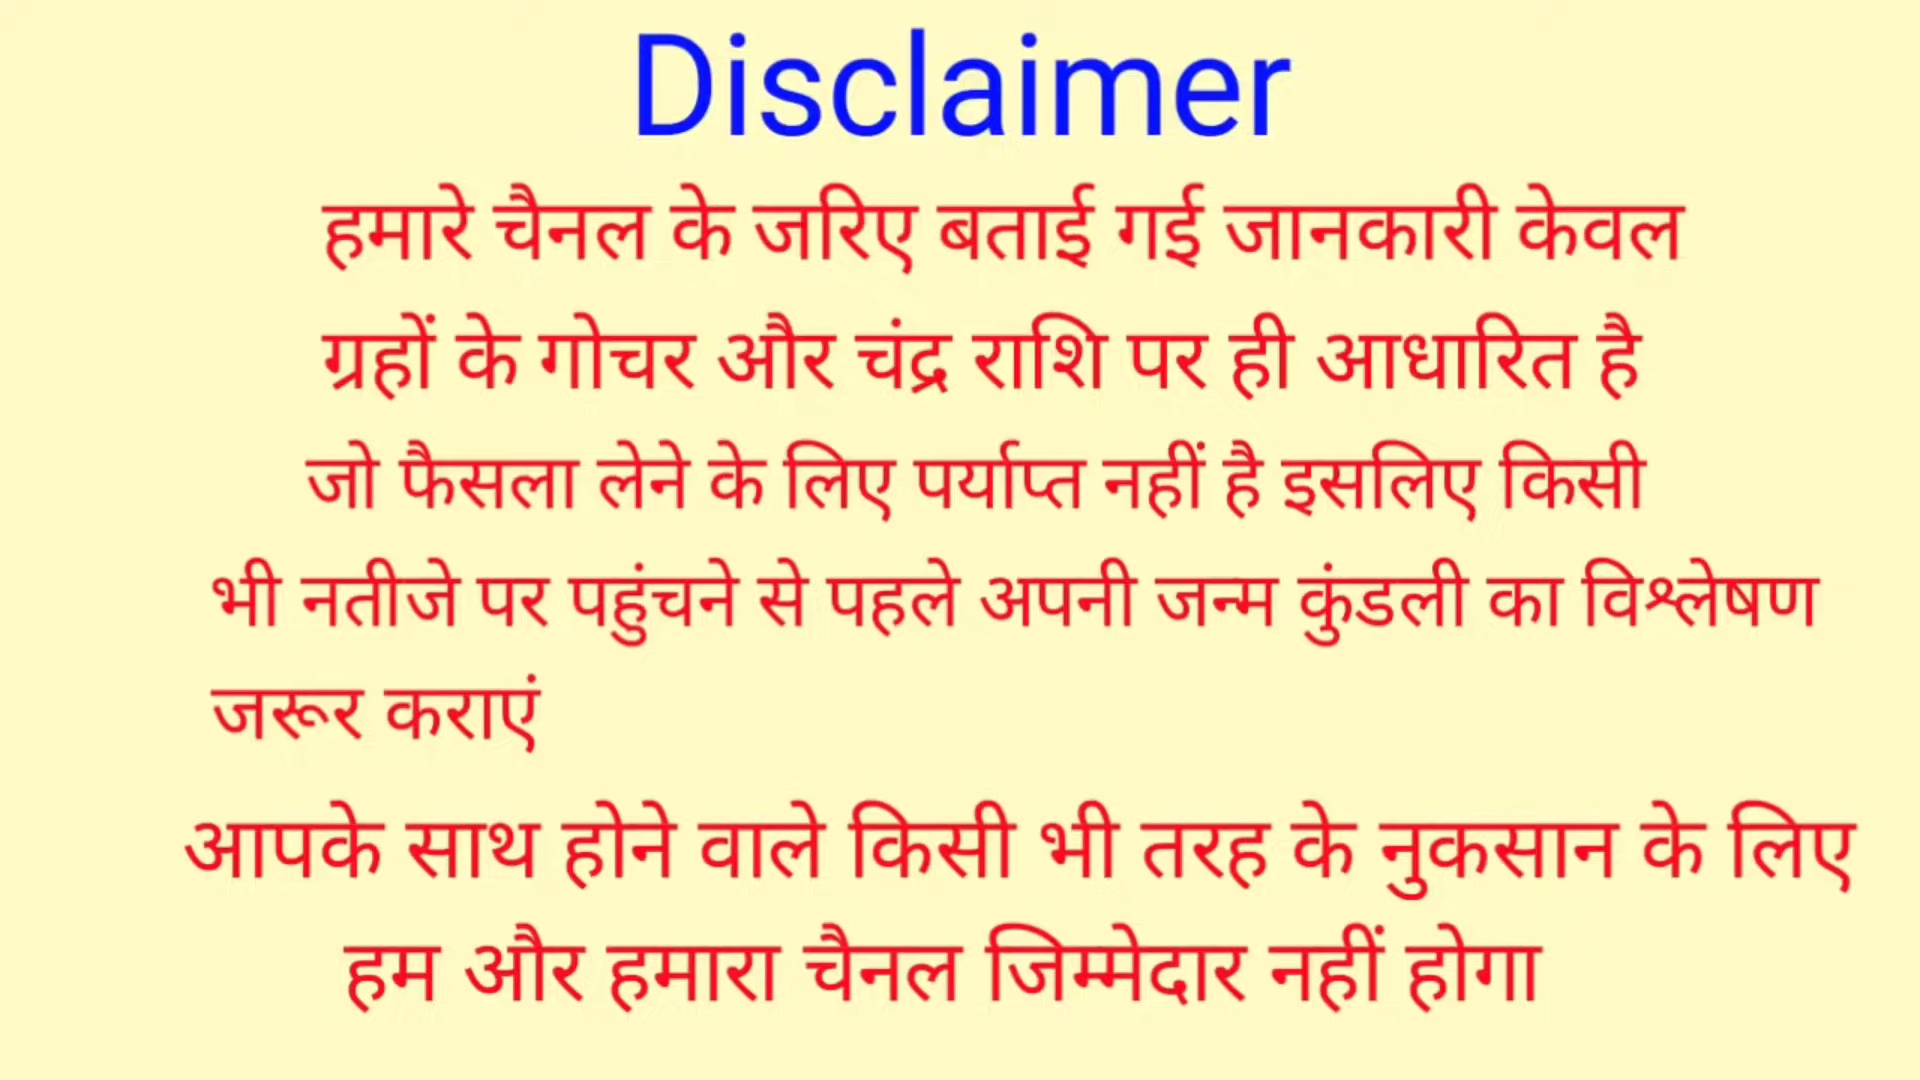 Disclaimer
हमारे चैनल के जरिए बताई गई जानकारी केवल
ग्रहों के गोचर और चंद्र राशि पर ही आधारित है
जो फैसला लेने के लिए पर्याप्त नहीं है इसलिए किसी
भी नतीजे पर पहुंचने से पहले अपनी जन्म कुंडली का विश्लेषण
जरूर कराएं
आपके साथ होने वाले किसी भी तरह के नुकसान के लिए
हम और हमारा चैनल जिम्मेदार नहीं होगा